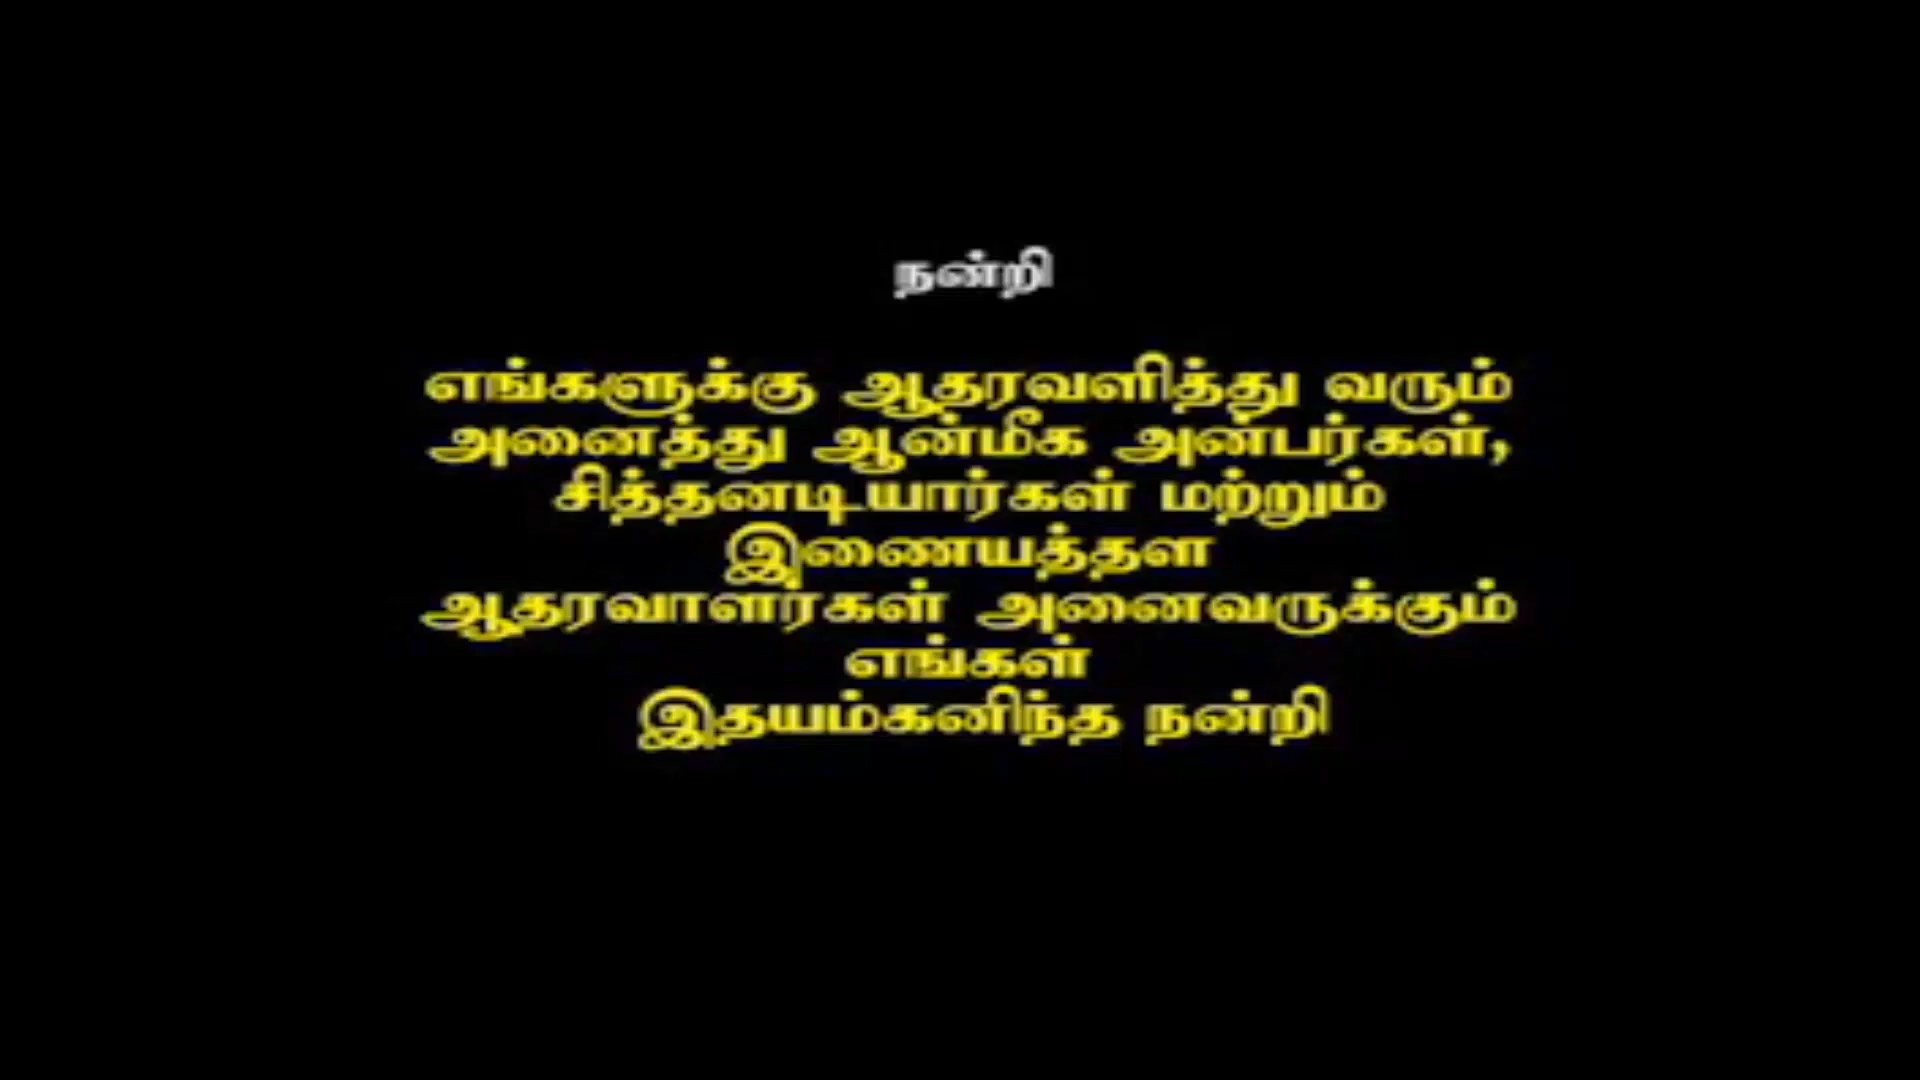 நன்றி
எங்களுக்கு ஆதரவளித்து வரும்
அனைத்து ஆன்மீக அன்பர்கள்,
சித்தனடியார்கள் மற்றும்
இணையத்தள
ஆதரவாளர்கள் அனைவருக்கும்
எங்கள்
இதயம்கனிந்த நன்றி